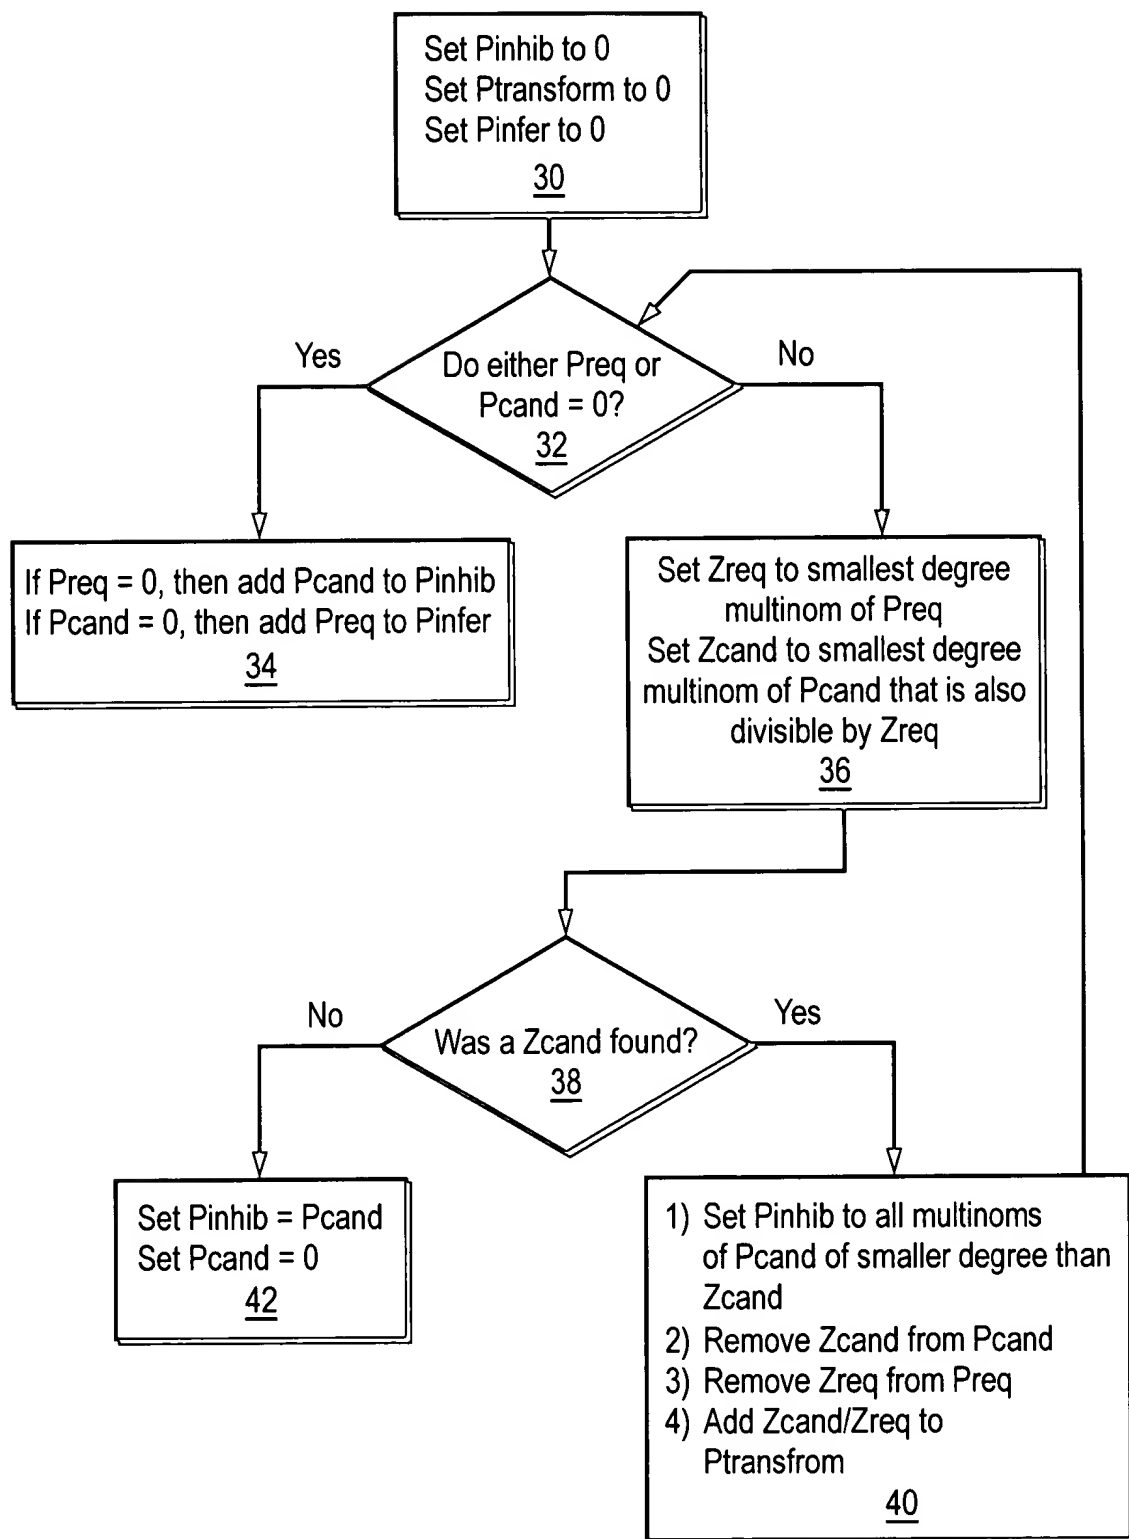 Set Pinhib to 0
Set Ptransform to 0
Set Pinfer to 0
30
Yes
Do either Preq or
Pcand = 0?
32
No
If Preq = 0, then add Pcand to Pinhib
If Pcand = 0, then add Preq to Pinfer
34
Set Zreq to smallest degree
multinom of Preq
Set Zcand to smallest degree
multinom of Pcand that is also
divisible by Zreq
36
No
Was a Zcand found?
38
Yes
Set Pinhib = Pcand
Set Pcand = 0
42
1) Set Pinhib to all multinoms
of Pcand of smaller degree than
Zcand
2) Remove Zcand from Pcand
3) Remove Zreq from Preq
4) Add Zcand/Zreq to
Ptransfrom
40